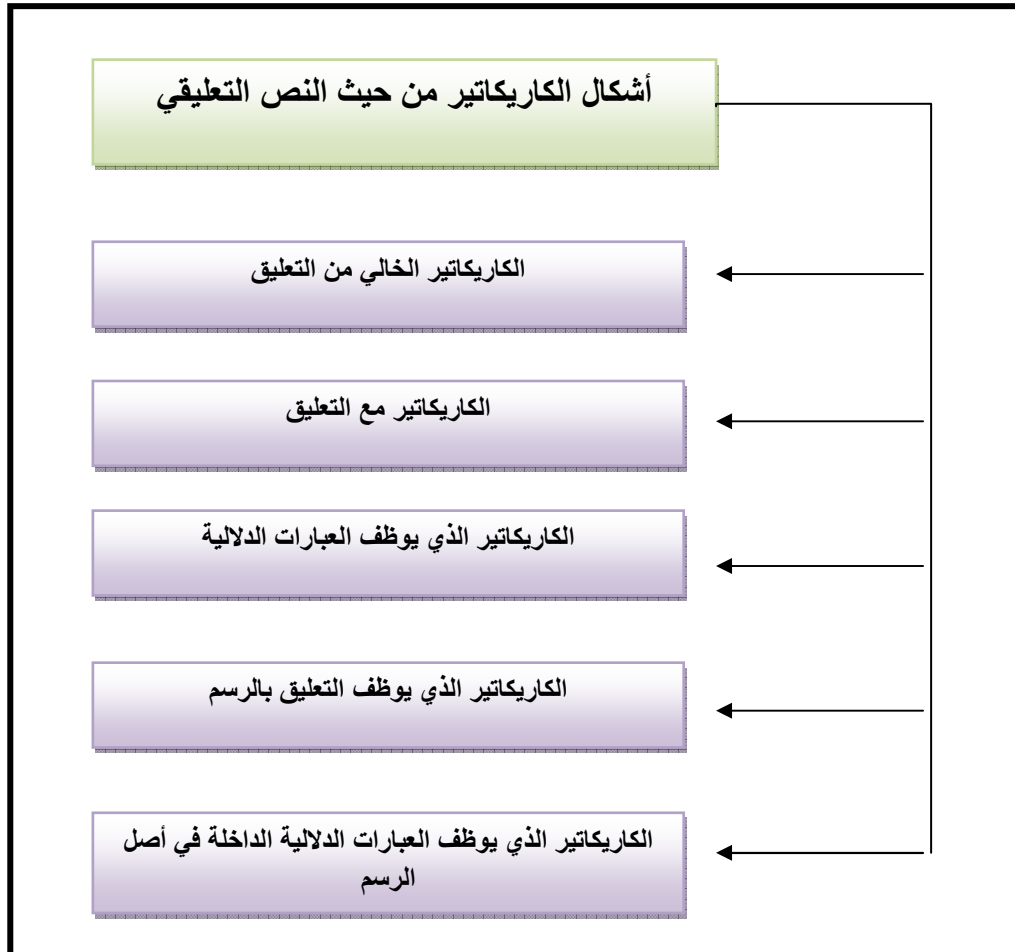 أشكال الكاريكاتير من حيث النص التعليقي
الكاريكاتير الخالي من التعليق
الكاريكاتير مع التعليق
الكاريكاتير الذي يوظف العبارات الدلالية
الكاريكاتير الذي يوظف التعليق بالرسم
الكاريكاتير الذي يوظف العبارات الدلالية الداخلة في أصل
الرسم